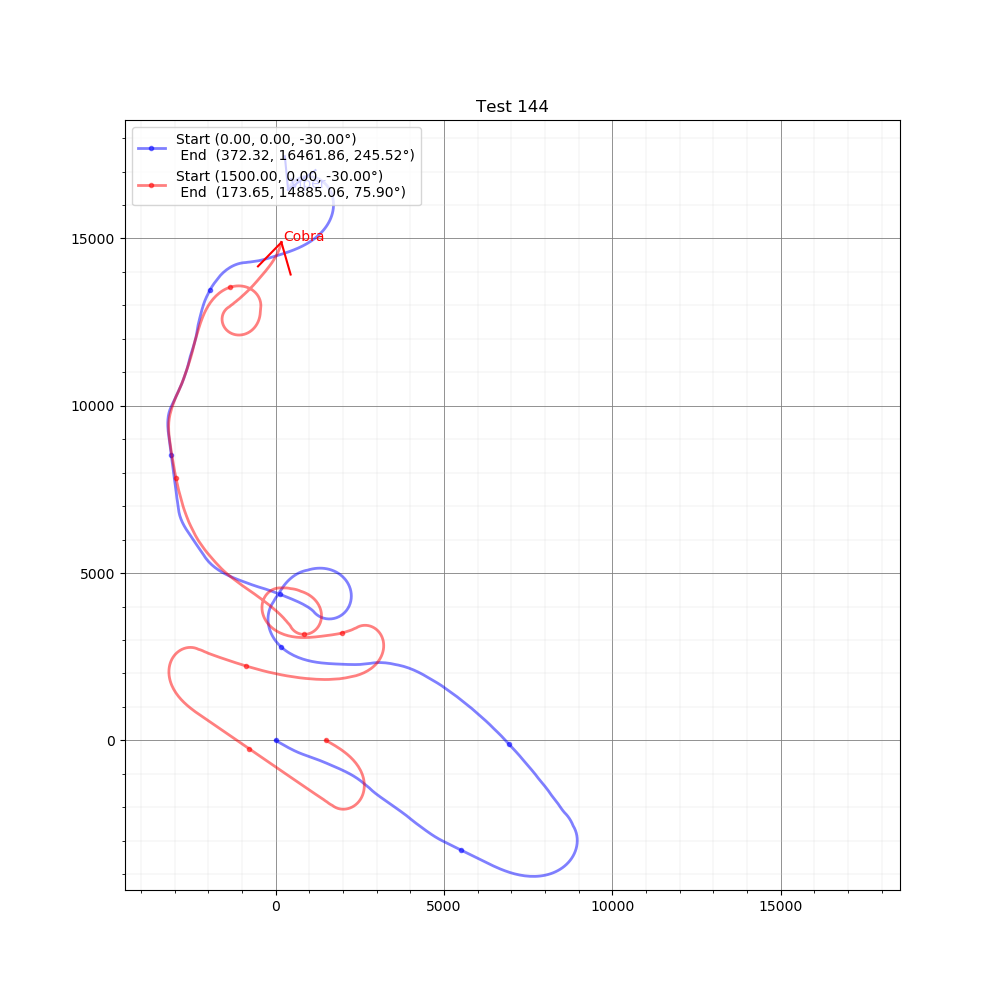 Test 144
Start (0.00, 0.00, -30.00°)
End (372.32, 16461.86, 245.52°)
Start (1500.00, 0.00, -30.00°)
End (173.65, 14885.06, 75.90°)
Cobra
15000
10000
5000
0
0
5000
10000
15000